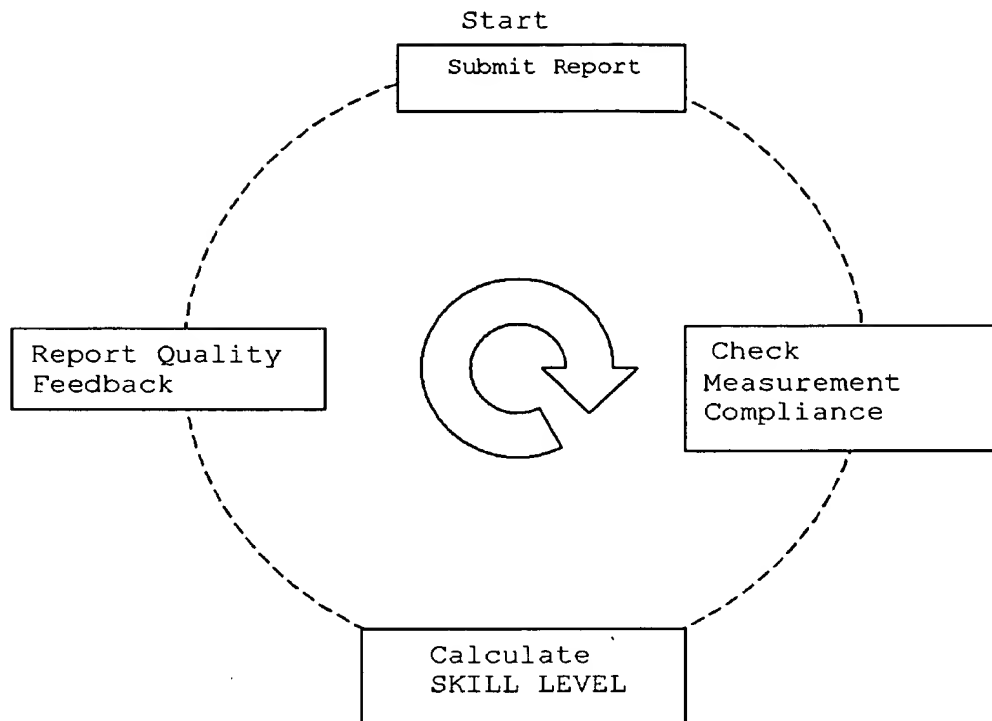 Start
Submit Report
Check
Measurement
Compliance
Calculate
SKILL LEVEL
Report Quality
Feedback